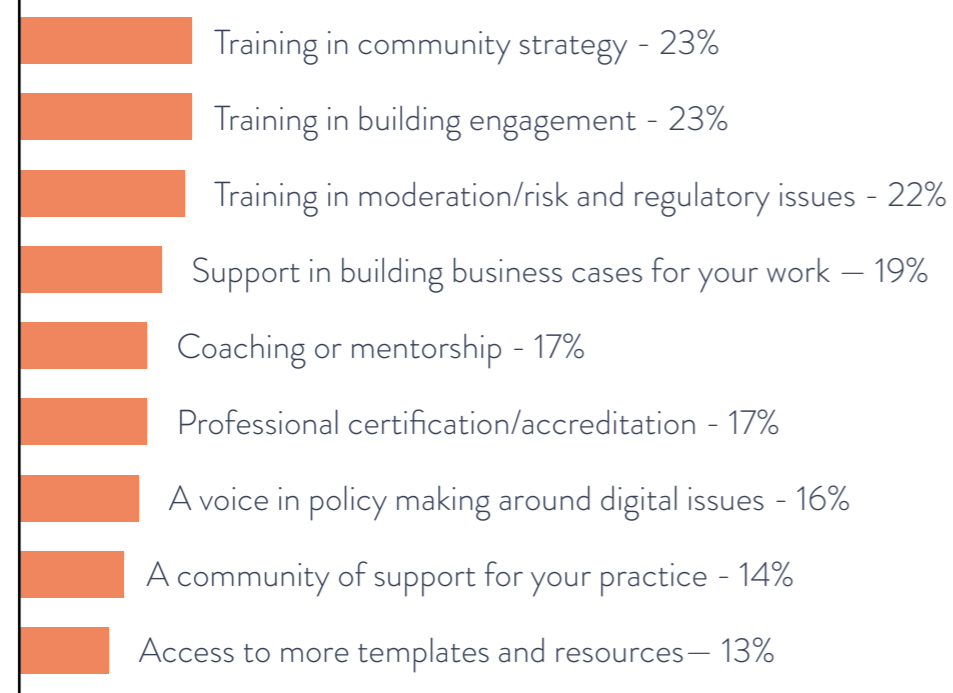 Training in community strategy - 23%
Training in building engagement - 23%
Training in moderation/risk and regulatory issues - 22%
Support in building business cases for your work — 19%
Coaching or mentorship - 17%
Professional certification/accreditation - 17%
A voice in policy making around digital issues - 16%
A community of support for your practice - 14%
Access to more templates and resources— 13%